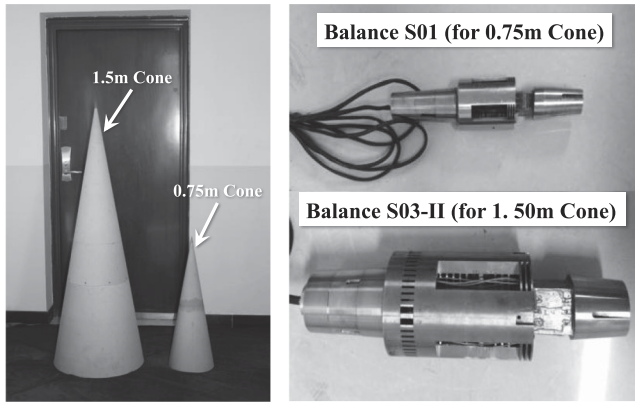 1.5m Cone
0.75m Cone
Balance S01 (for 0.75m Cone)
Balance S03-II (for 1. 50m Cone)